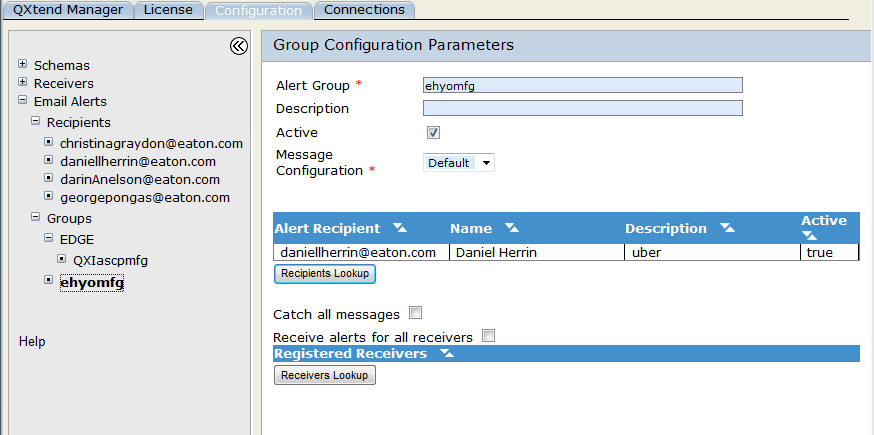 QXtend Manager License Configuration Connections
Schemas
Receivers
Email Alerts
Recipients
christinagraydon@eaton.com
daniellherrin@eaton.com
darinAnelson@eaton.com
georgepongas@eaton.com
Groups
EDGE
QXIascpmfg
ehyomfg
Help
Group Configuration Parameters
Alert Group * ehyomfg
Description
Active
Message
Configuration * Default
Alert Recipient Name Description Active
daniellherrin@eaton.com Daniel Herrin uber true
Recipients Lookup
Catch all messages
Receive alerts for all receivers
Registered Receivers
Receivers Lookup